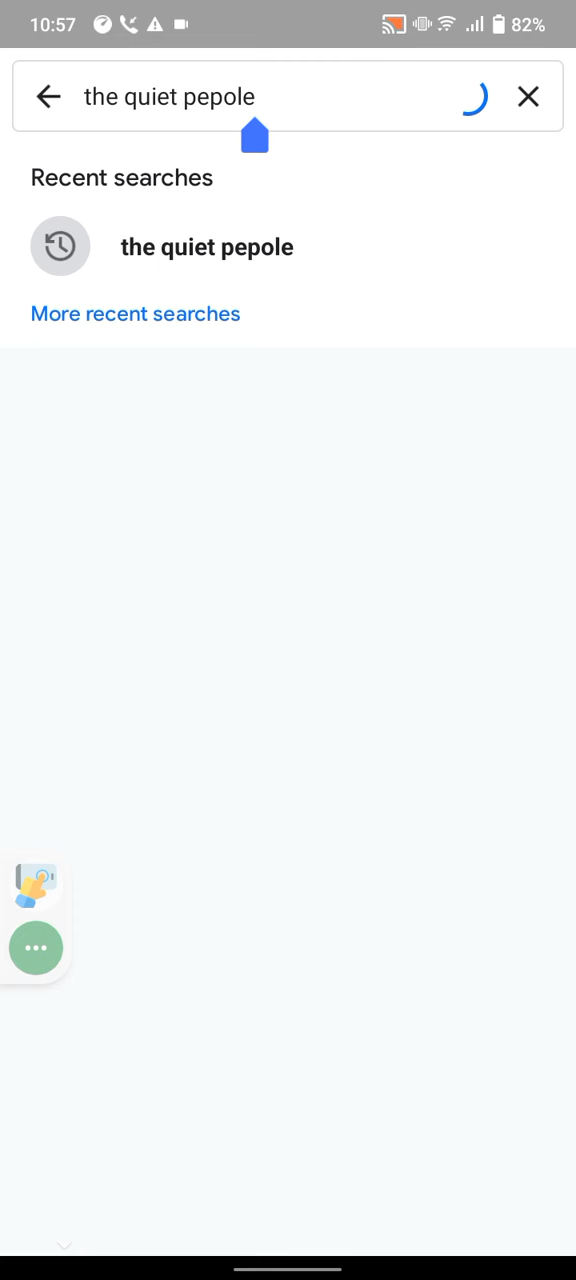 10:57
82%
the quiet pepole
Recent searches
the quiet pepole
More recent searches